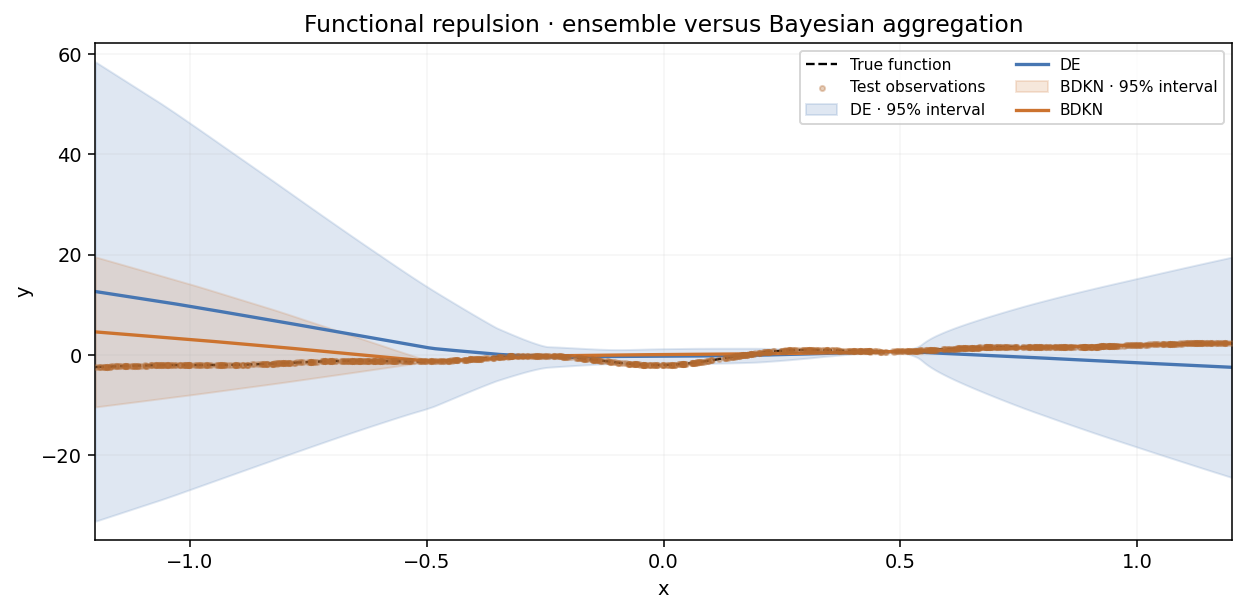 Functional repulsion · ensemble versus Bayesian aggregation
True function
Test observations
DE · 95% interval
DE
BDKN · 95% interval
BDKN
60
40
20
0
−20
y
−1.0
−0.5
0.0
0.5
1.0
x